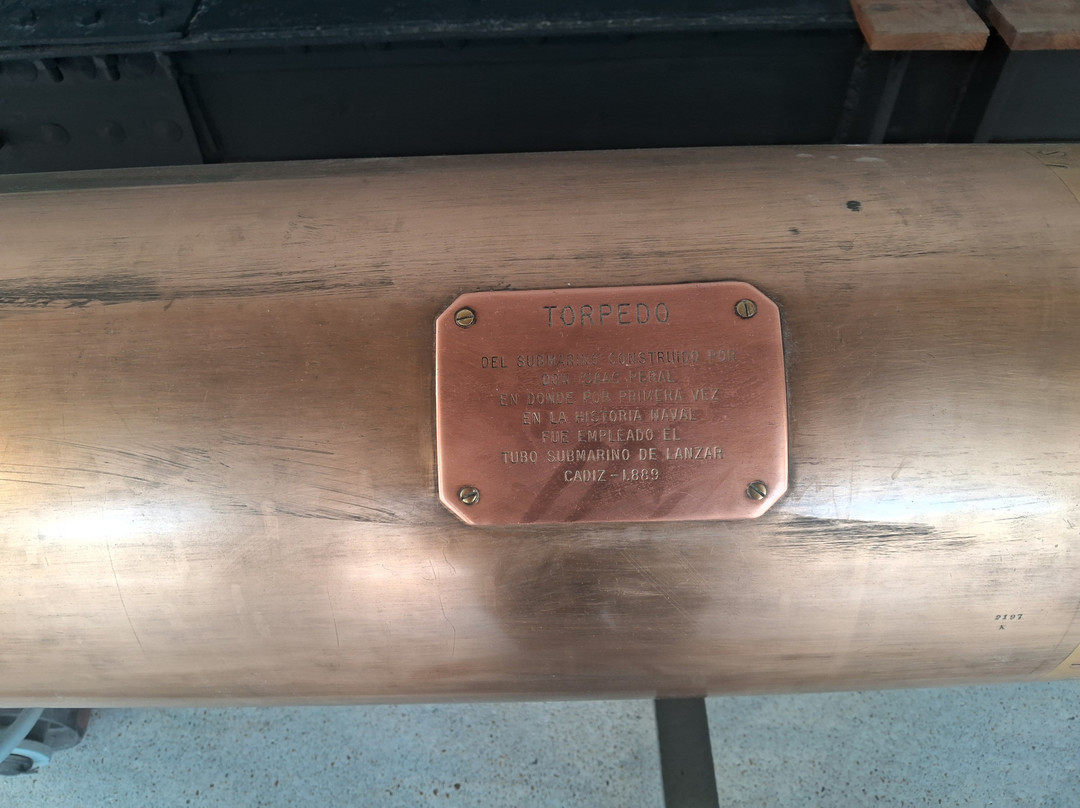 TORPEDO
DEL SUBMARINO CONSTRUIDO POR
DON ISAAC PERAL
EN DONDE POR PRIMERA VEZ
EN LA HISTORIA NAVAL
FUE EMPLEADO EL
TUBO SUBMARINO DE LANZAR
CADIZ - 1.889